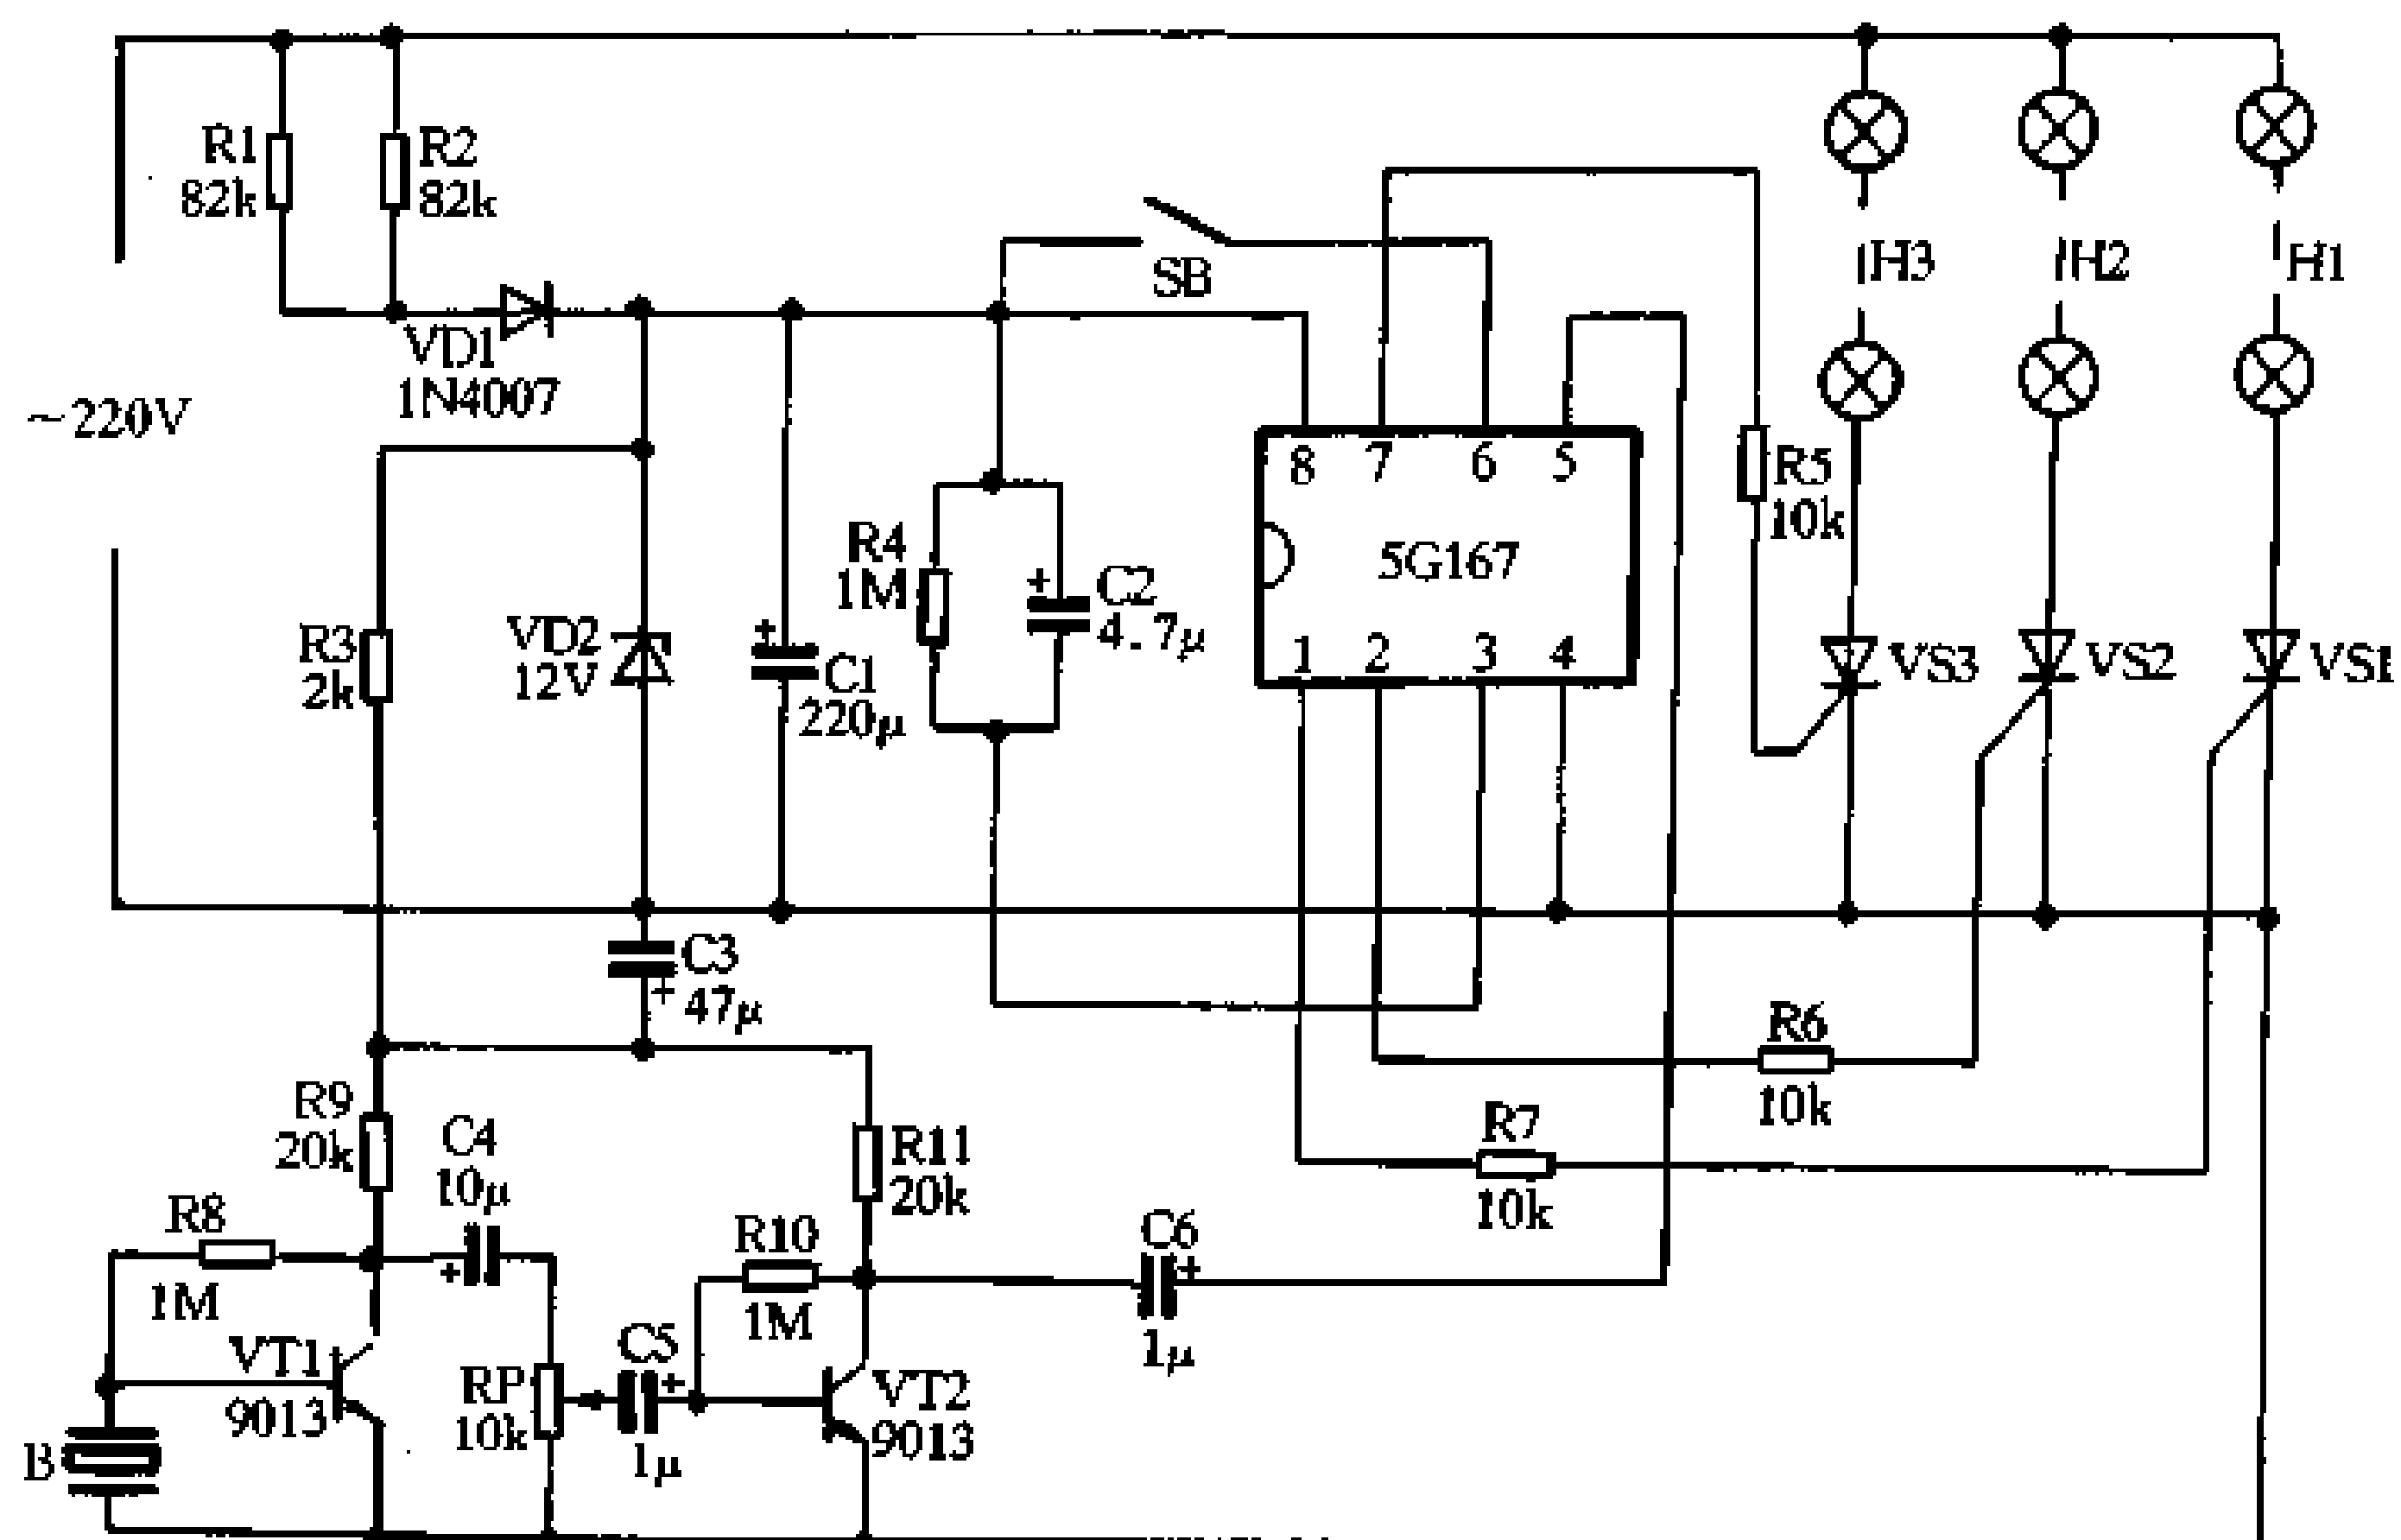 R1
82k
R2
82k
SB
H3
H2
H1
VD1
1N4007
~220V
8 7 6 5
R5
10k
R4
1M
+
C2
4.7μ
5G167
R3
2k
VD2
12V
+
C1
220μ
1 2 3 4
VS3
VS2
VS1
C3
+
47μ
R6
10k
R9
20k
C4
10μ
+
R11
20k
R7
10k
R8
1M
R10
1M
C6
+
1μ
VT1
9013
RP
10k
C5
+
1μ
VT2
9013
B